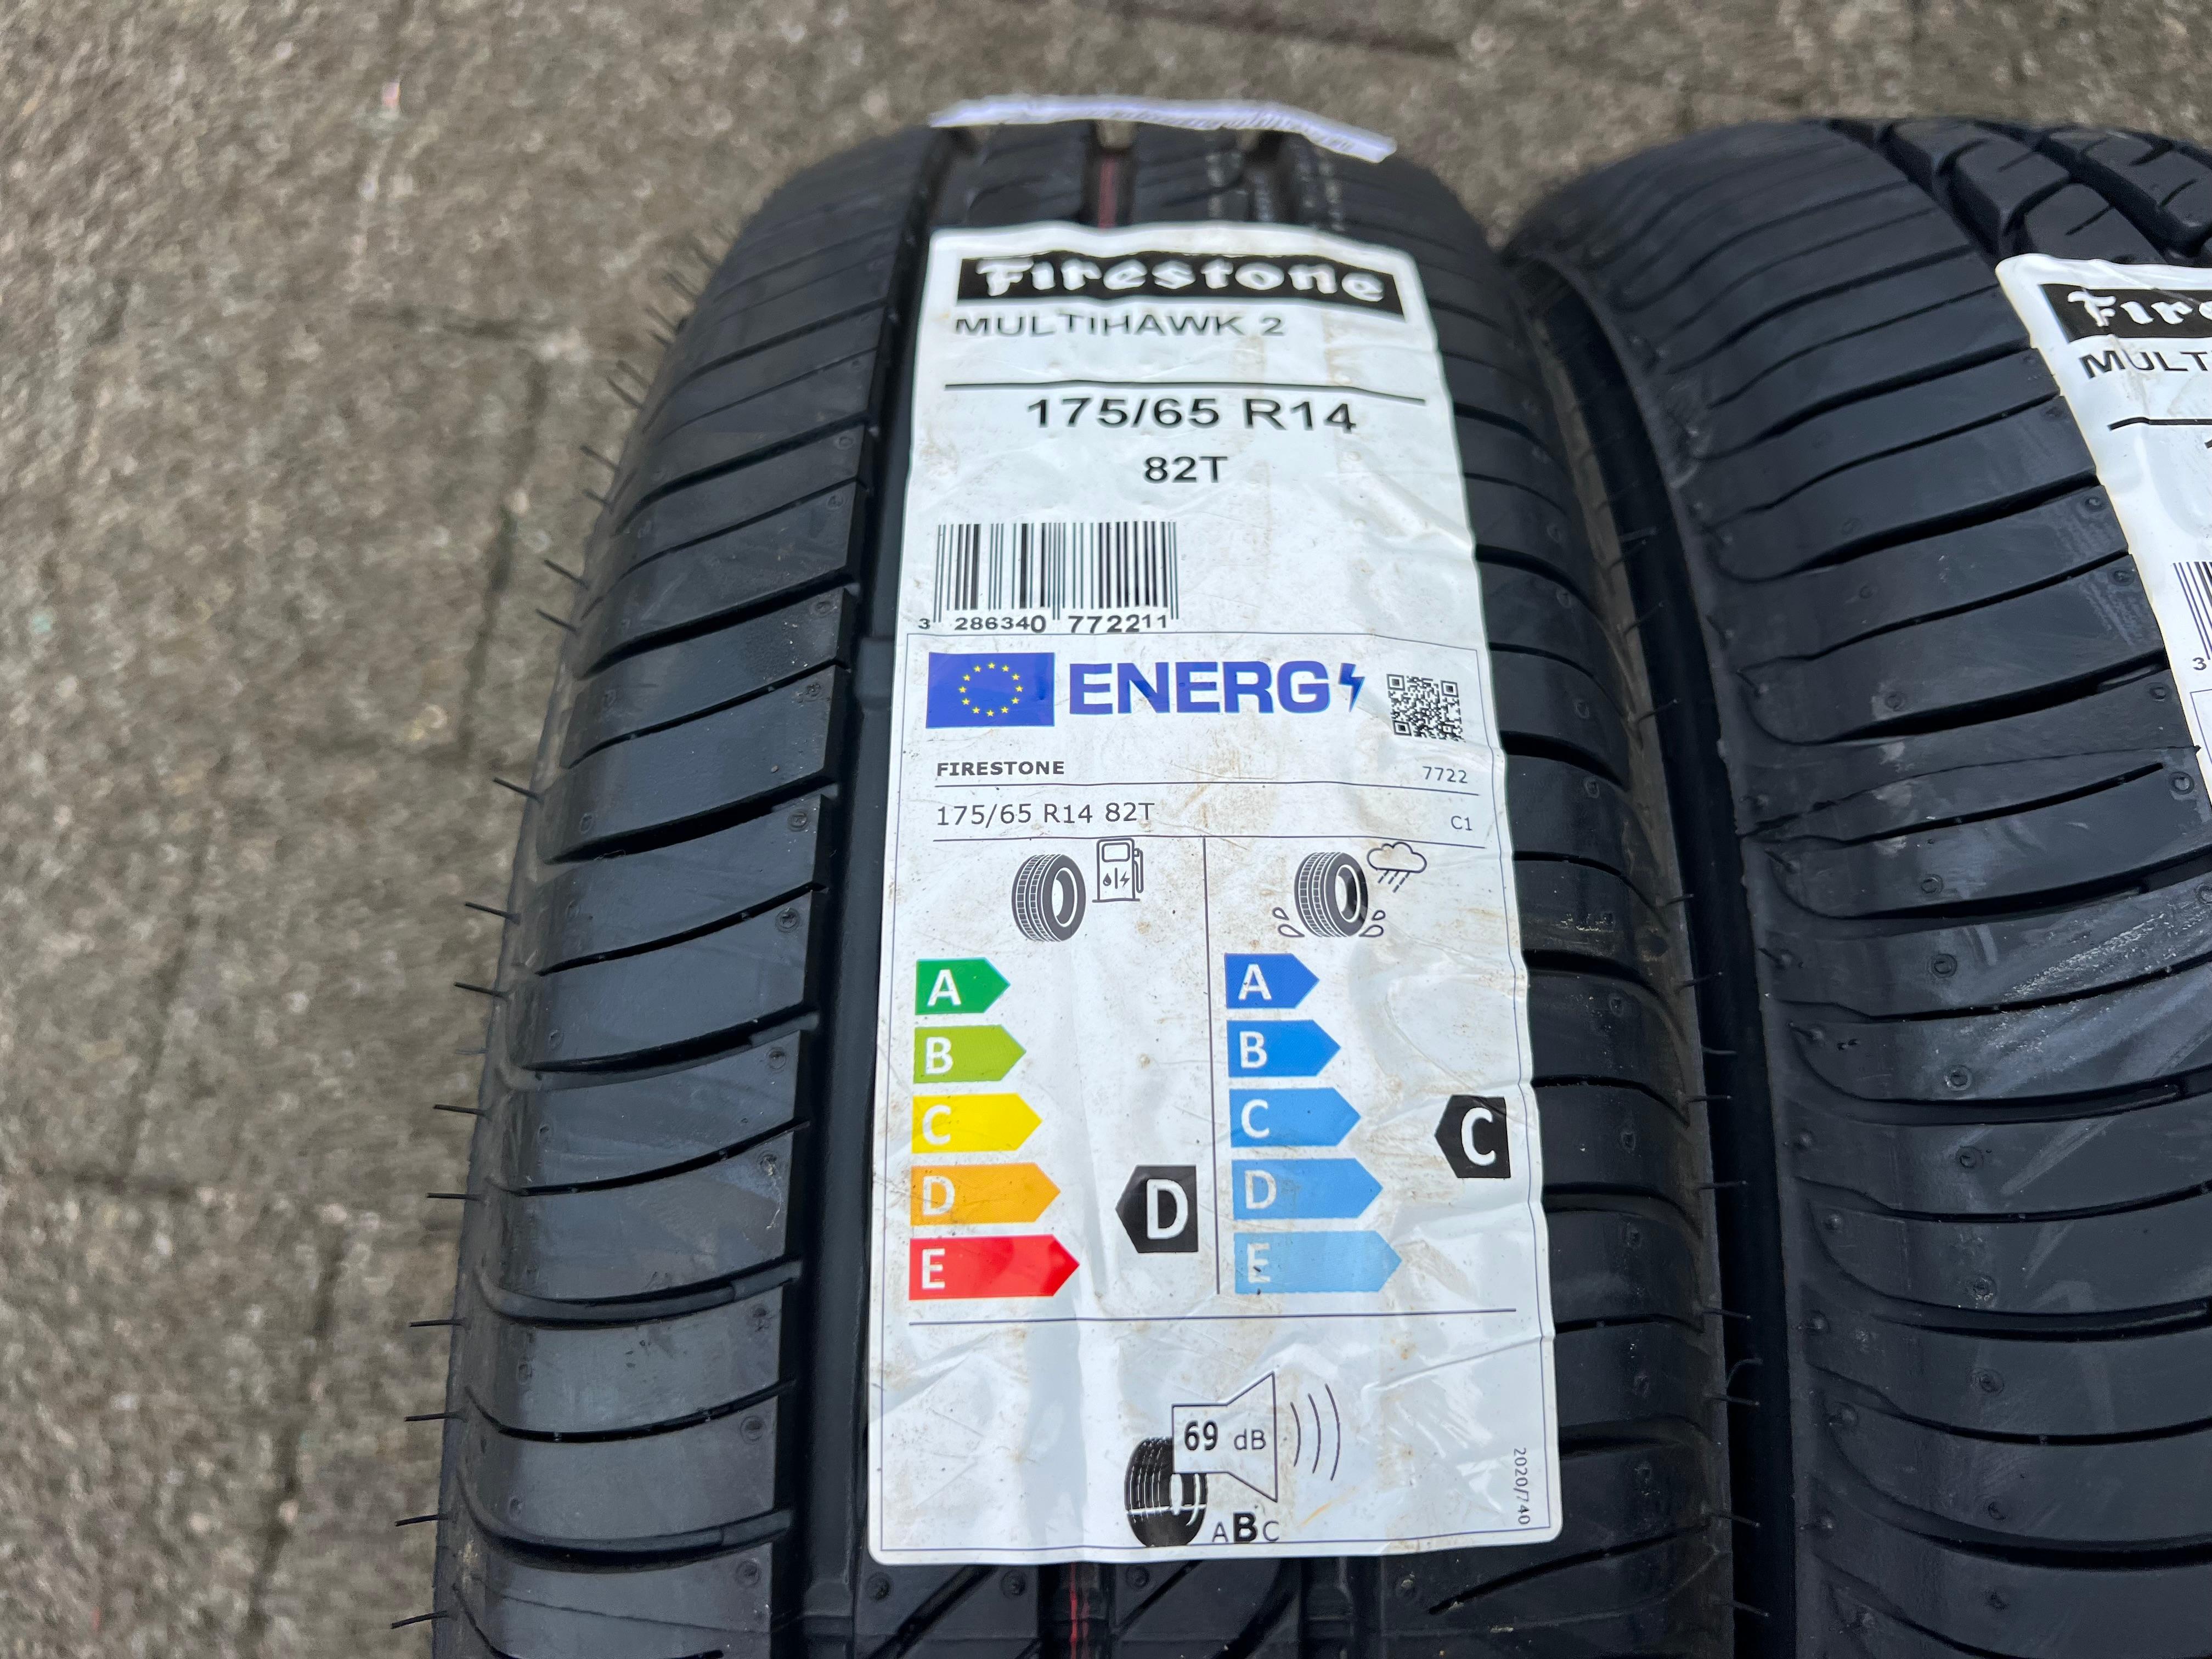 Firestone
MULTIHAWK 2
175/65 R14
82T
3 286340 772211
ENERG
FIRESTONE 7722
175/65 R14 82T C1
A A
B B
C C C
D D D
E E
69 dB
ABC
2020/740
MULT
3